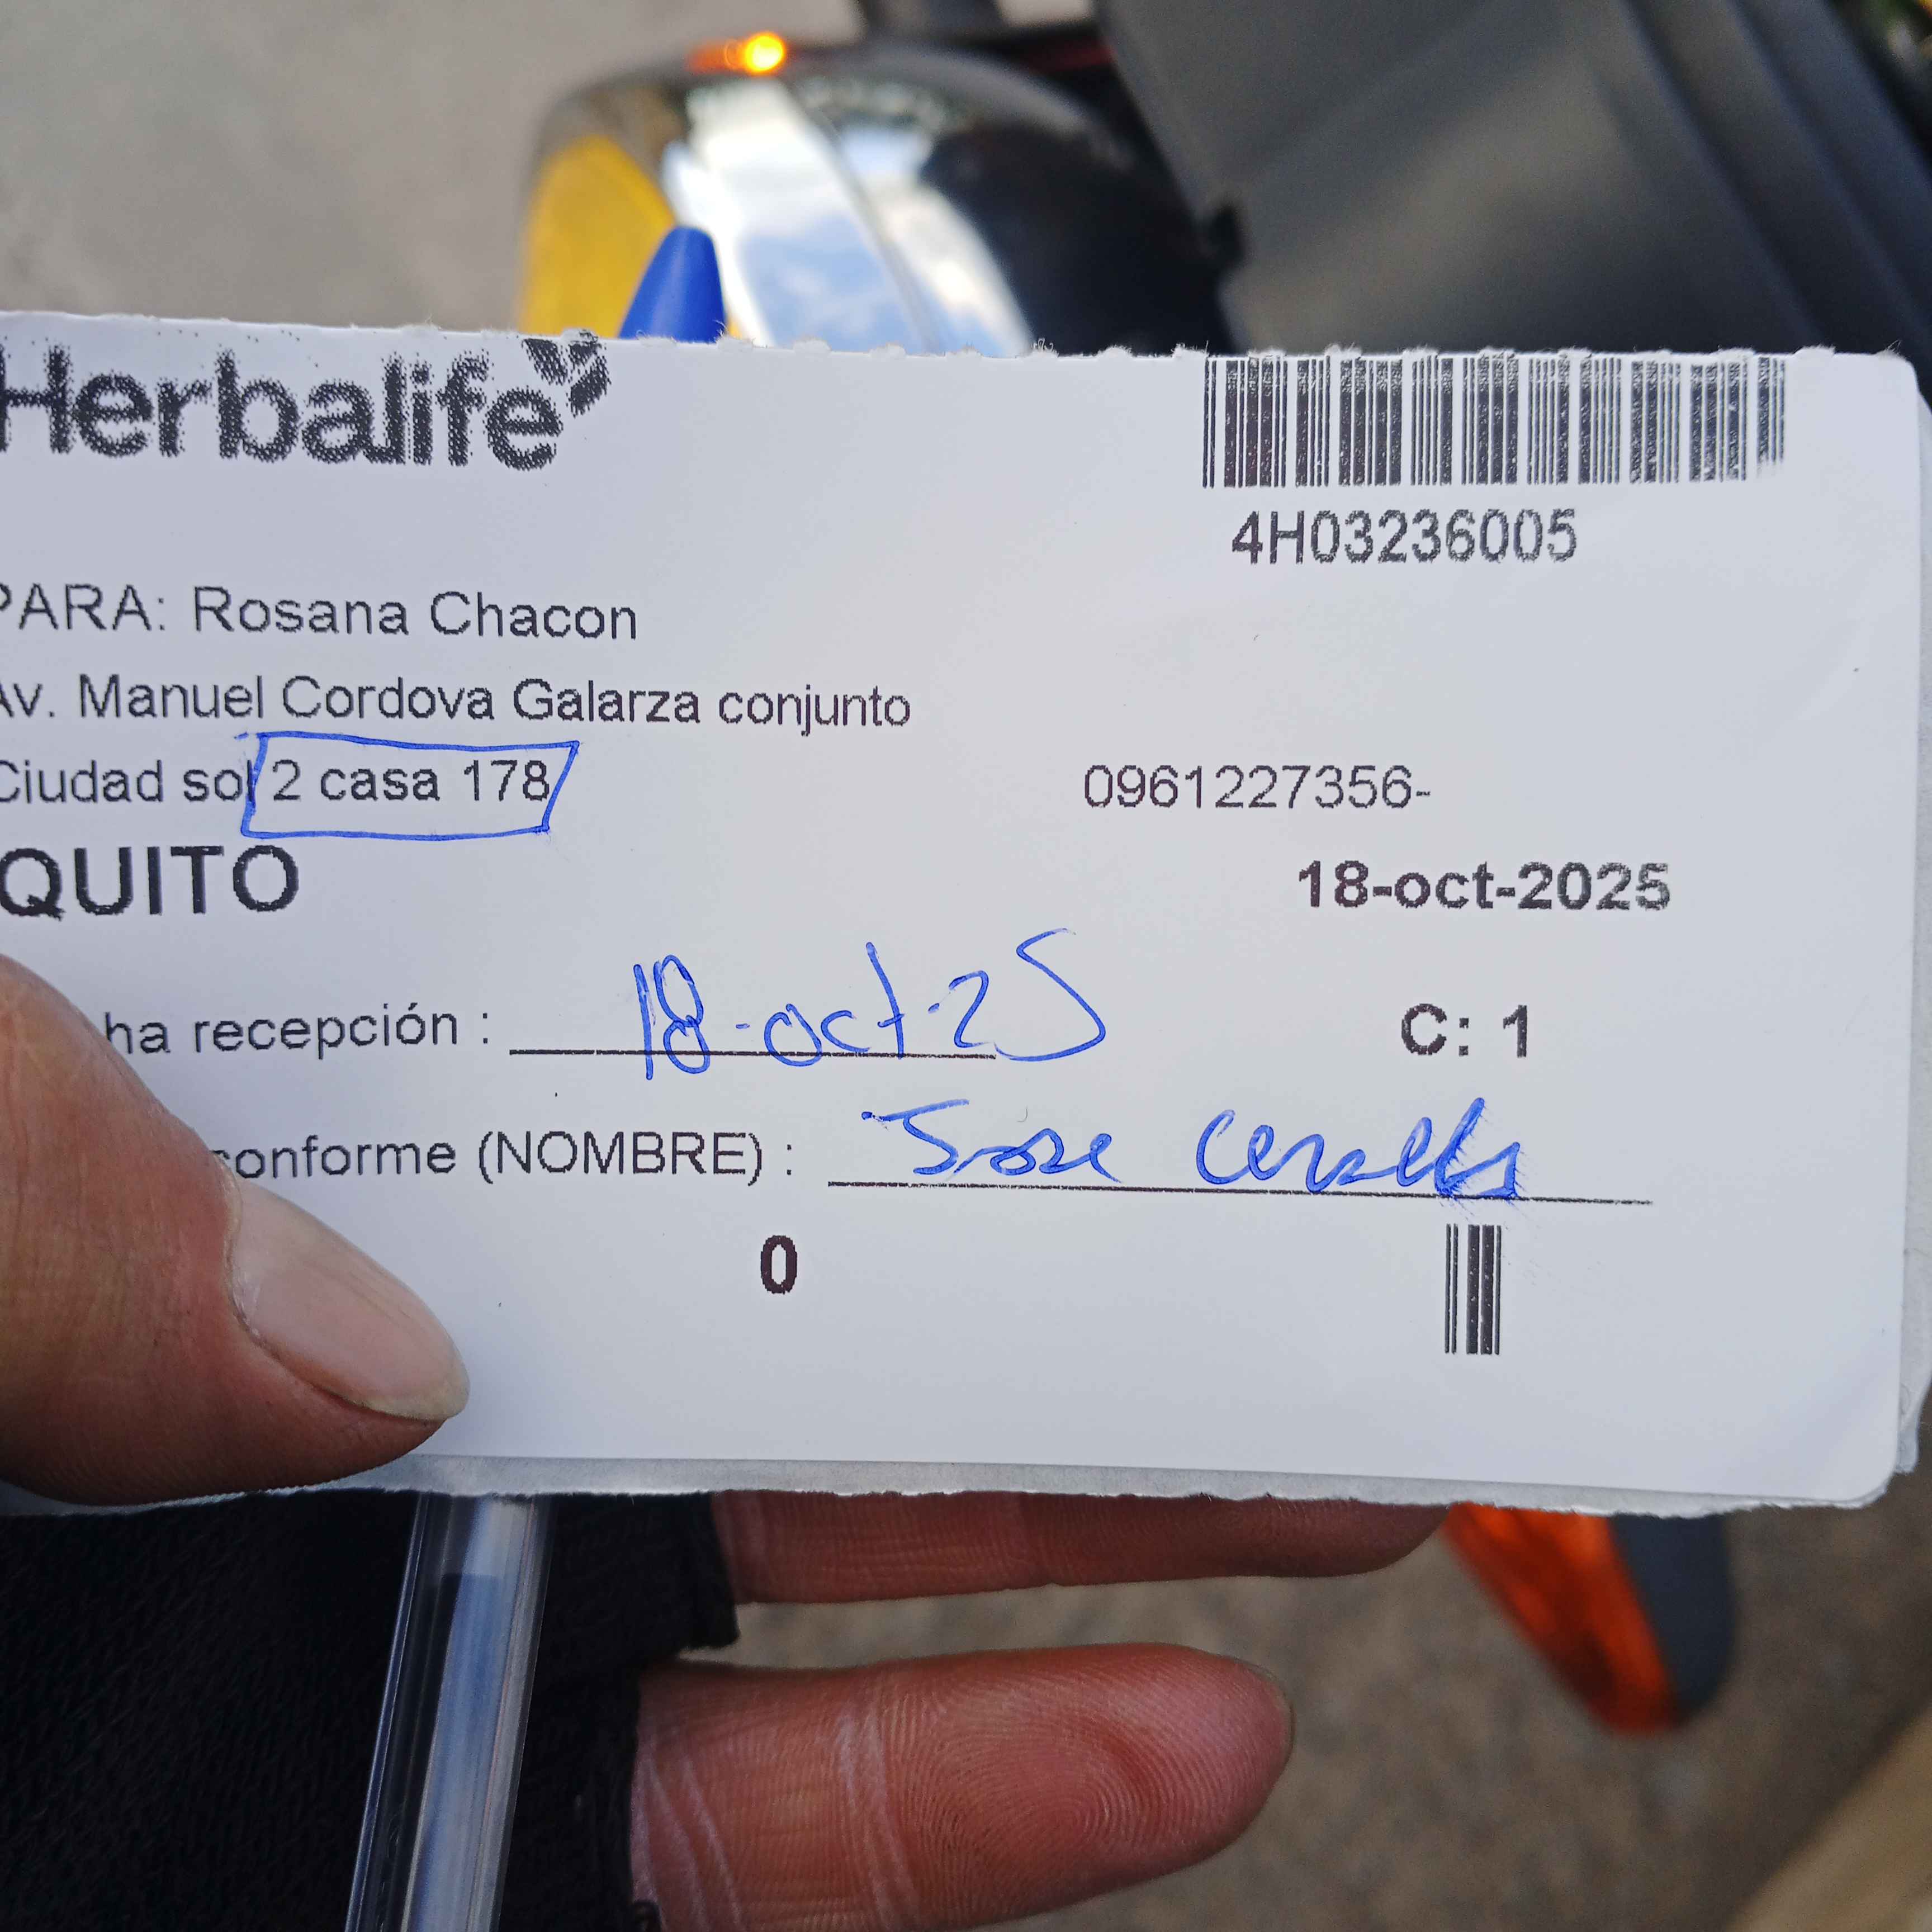 Herbalife
4H03236005
PARA: Rosana Chacon
Av. Manuel Cordova Galarza conjunto
Ciudad sol 2 casa 178
0961227356-
QUITO
18-oct-2025
ha recepción : 18-oct-25
C: 1
conforme (NOMBRE) : Jose
0